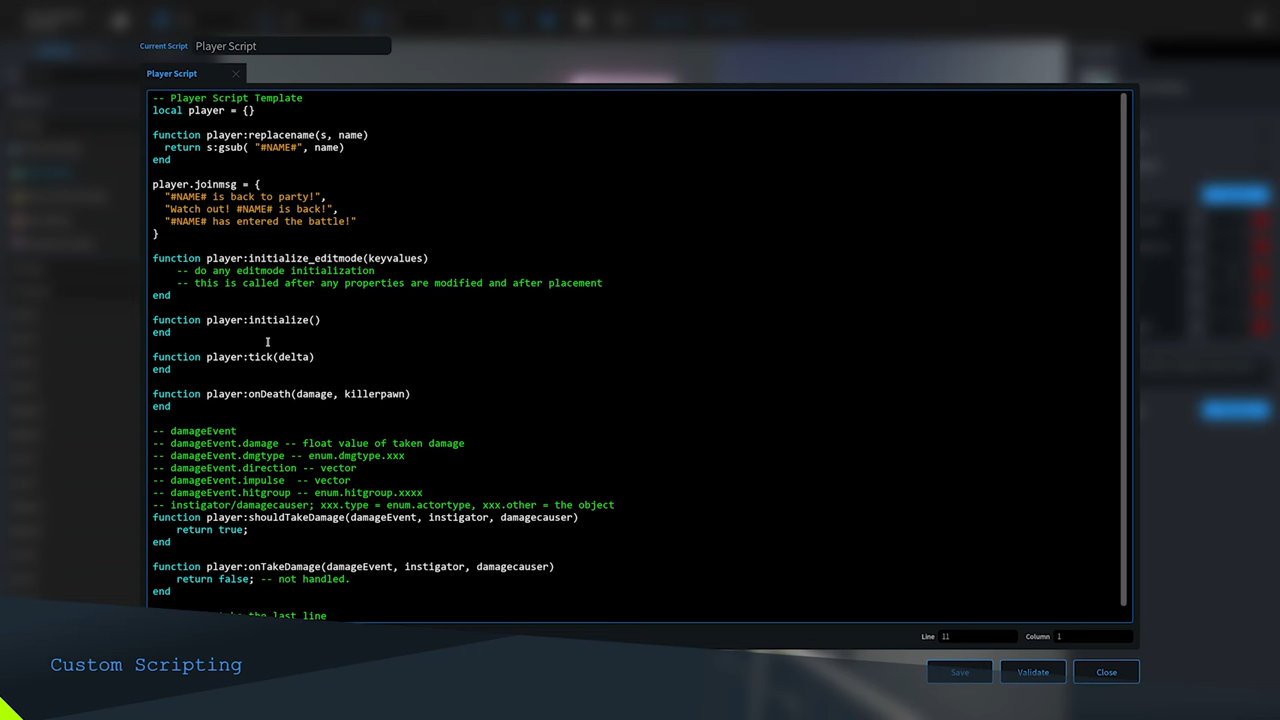 Current Script Player Script
Player Script
-- Player Script Template
local player = {}
function player:replacename(s, name)
return s:gsub( "#NAME#", name)
end
player.joinmsg = {
"#NAME# is back to party!",
"Watch out! #NAME# is back!",
"#NAME# has entered the battle!"
}
function player:initialize_editmode(keyvalues)
-- do any editmode initialization
-- this is called after any properties are modified and after placement
end
function player:initialize()
end
function player:tick(delta)
end
function player:onDeath(damage, killerpawn)
end
-- damageEvent
-- damageEvent.damage -- float value of taken damage
-- damageEvent.dmgtype -- enum.dmgtype.xxx
-- damageEvent.direction -- vector
-- damageEvent.impulse  -- vector
-- damageEvent.hitgroup -- enum.hitgroup.xxxx
-- instigator/damagecauser; xxx.type = enum.actortype, xxx.other = the object
function player:shouldTakeDamage(damageEvent, instigator, damagecauser)
return true;
end
function player:onTakeDamage(damageEvent, instigator, damagecauser)
return false; -- not handled.
end
the last line
Line 11 Column 1
Custom Scripting
Save Validate Close